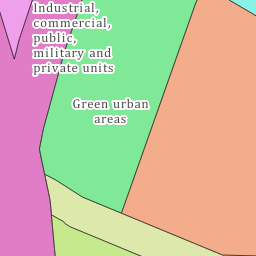 Industrial,
commercial,
public,
military and
private units
Green urban
areas